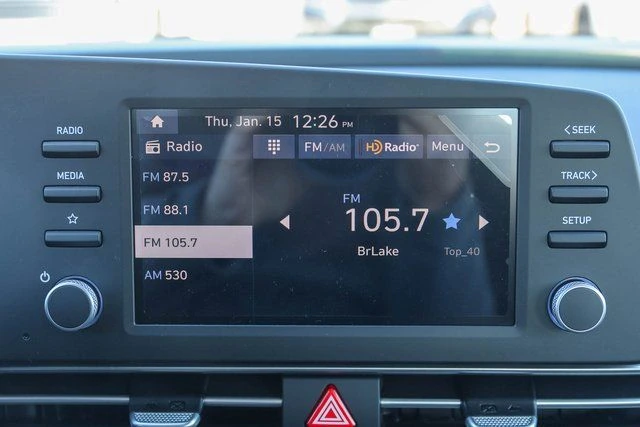 Thu, Jan. 15 12:26 PM
RADIO
MEDIA
Radio
FM/AM
HD Radio
Menu
FM 87.5
FM 88.1
FM 105.7
AM 530
FM
105.7
BrLake
Top_40
<SEEK
TRACK>
SETUP